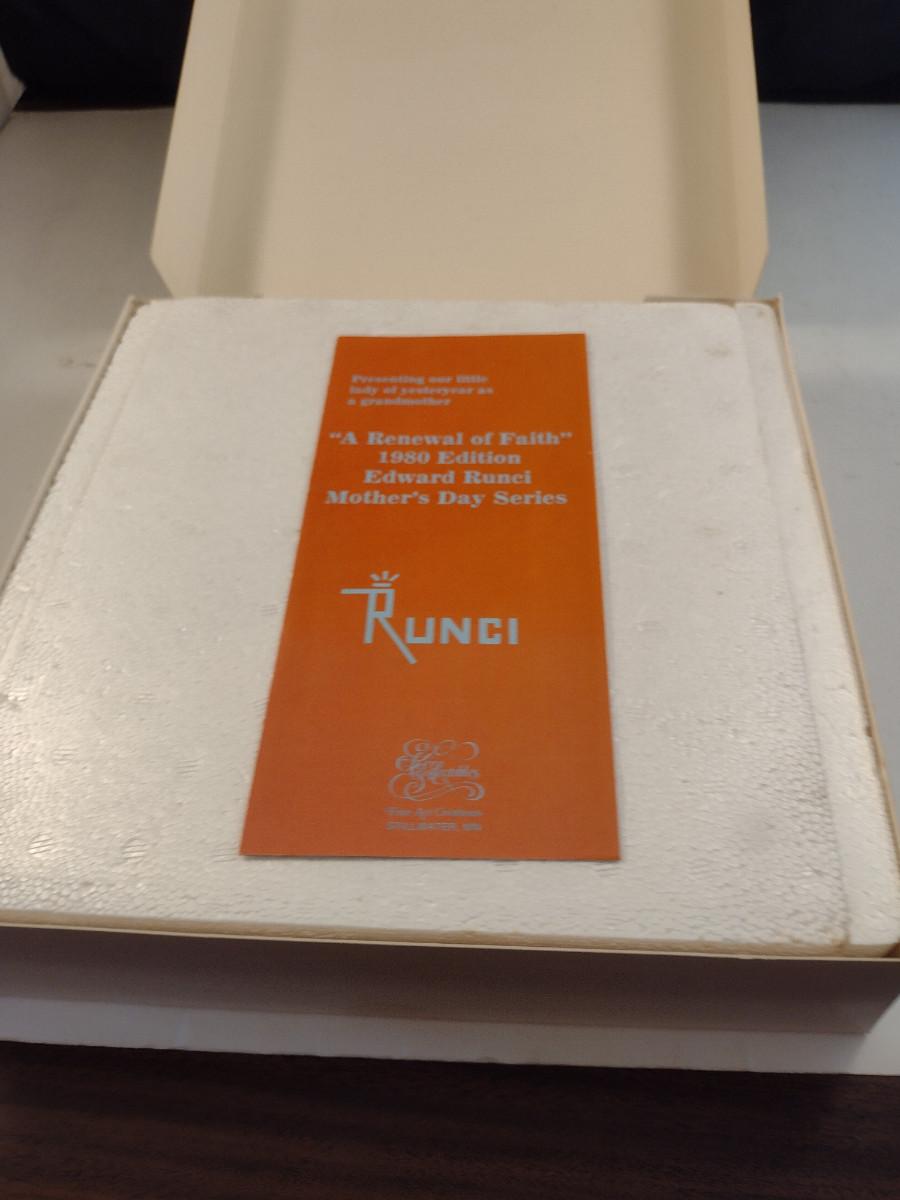 Presenting our little
lady of yesteryear as
a grandmother
“A Renewal of Faith”
1980 Edition
Edward Runci
Mother's Day Series
RUNCI
Fine Art Creations
STILLWATER, MN